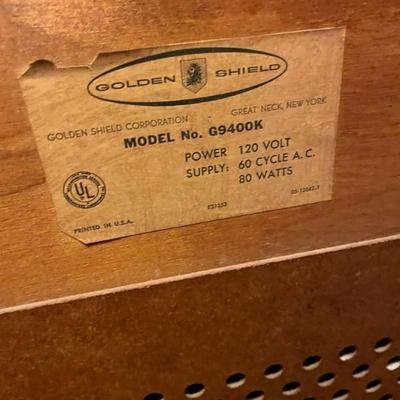 GOLDEN SHIELD
GOLDEN SHIELD CORPORATION GREAT NECK, NEW YORK
MODEL No. G9400K
POWER 120 VOLT
SUPPLY: 60 CYCLE A.C.
80 WATTS
UL
PRINTED IN U.S.A.